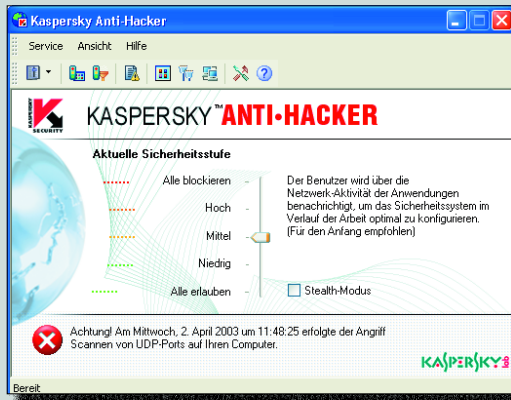 Kaspersky Anti-Hacker
Service Ansicht Hilfe
KASPERSKY SECURITY
KASPERSKY™ ANTI•HACKER
Aktuelle Sicherheitsstufe
Alle blockieren
Hoch
Mittel
Niedrig
Alle erlauben
Der Benutzer wird über die
Netzwerk-Aktivität der Anwendungen
benachrichtigt, um das Sicherheitssystem im
Verlauf der Arbeit optimal zu konfigurieren.
(Für den Anfang empfohlen)
Stealth-Modus
Achtung! Am Mittwoch, 2. April 2003 um 11:48:25 erfolgte der Angriff
Scannen von UDP-Ports auf Ihren Computer.
KASPERSKY lab
Bereit